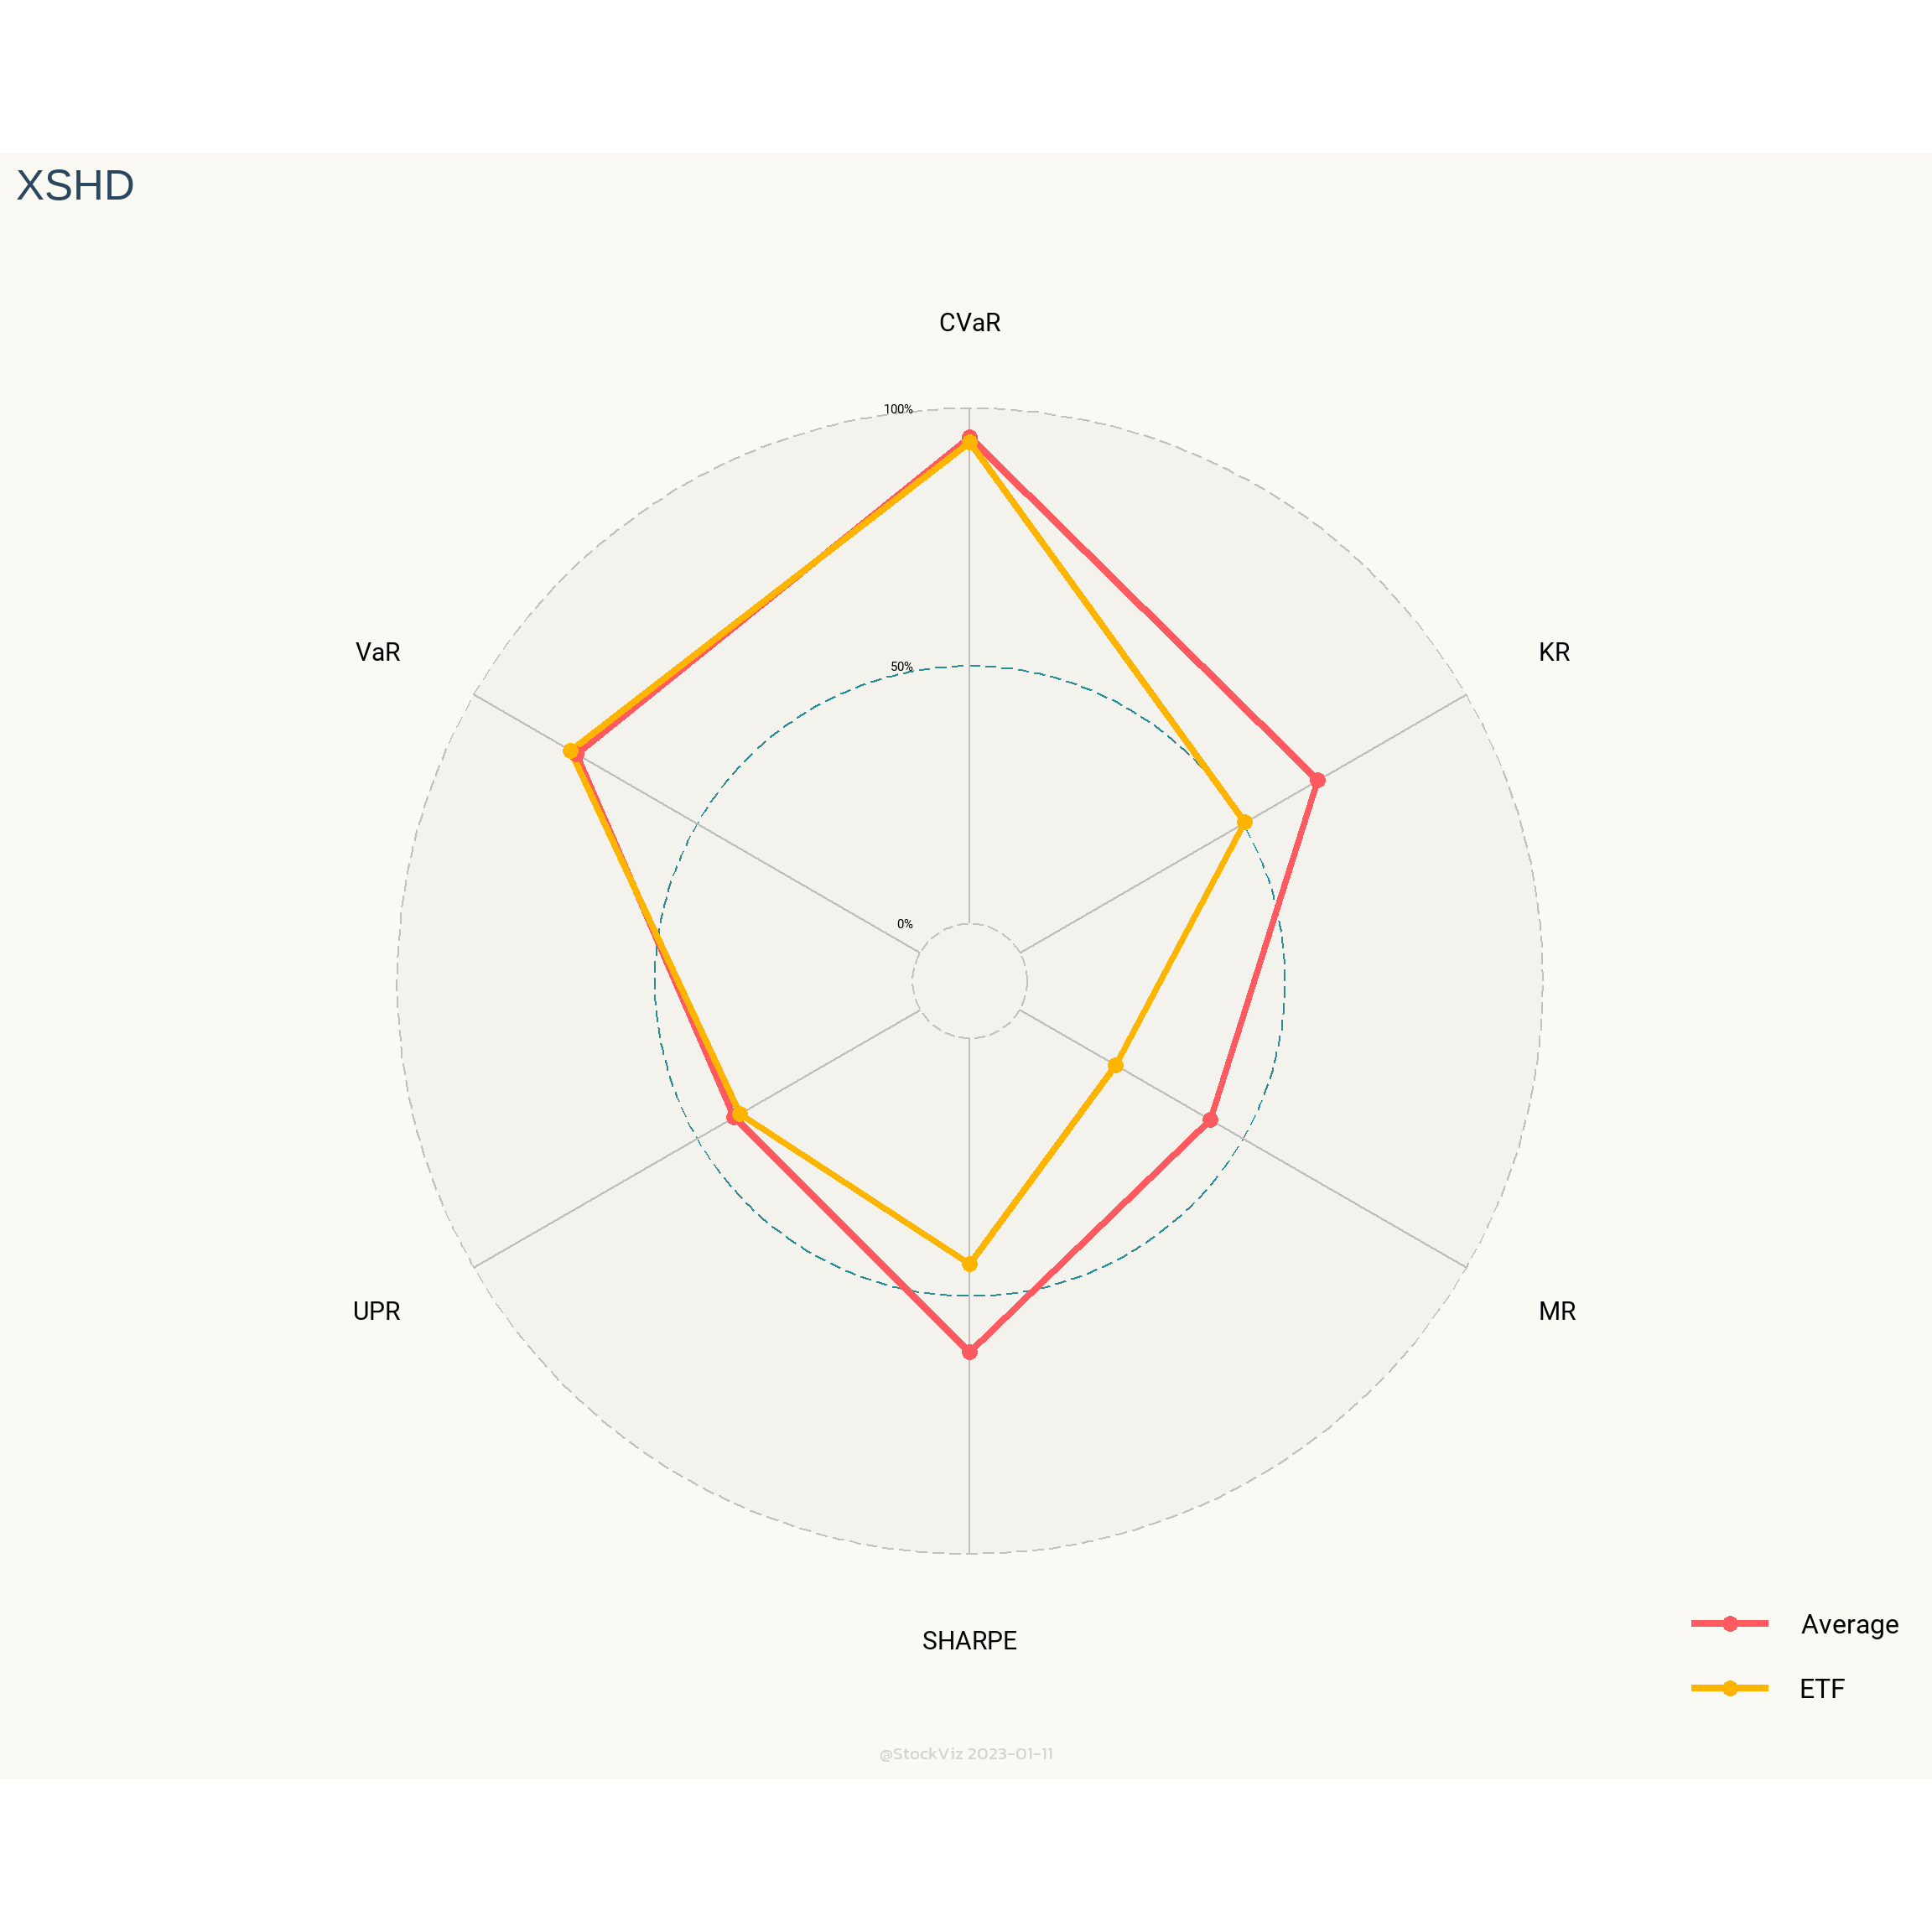 XSHD
CVaR
100%
VaR
KR
50%
0%
UPR
MR
SHARPE
Average
ETF
@StockViz 2023-01-11